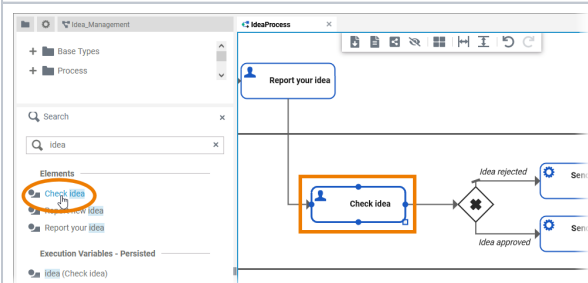 Idea_Management
Base Types
Process
Search
idea
Elements
Check idea
Report new idea
Report your idea
Execution Variables - Persisted
idea (Check idea)
IdeaProcess
Report your idea
Check idea
Idea rejected
Idea approved